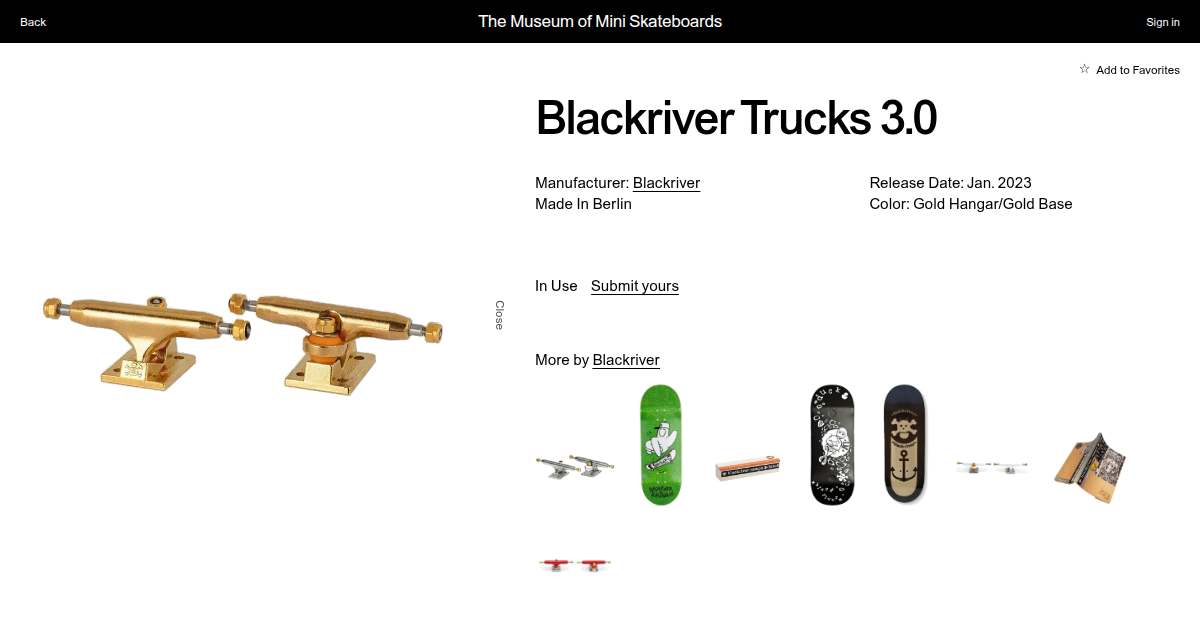 Back
The Museum of Mini Skateboards
Sign in
☆ Add to Favorites
Blackriver Trucks 3.0
Manufacturer: Blackriver
Made In Berlin
Release Date: Jan. 2023
Color: Gold Hangar/Gold Base
In Use Submit yours
Close
More by Blackriver